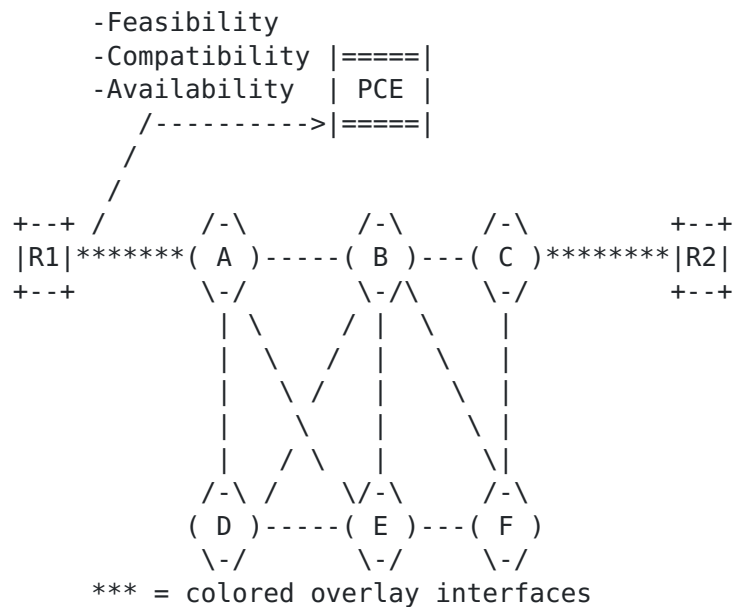 -Feasibility
-Compatibility |=====|
-Availability | PCE |
/---------->|=====|
/
/
+--+ / /-\ /-\ /-\ +--+
|R1|*******( A )-----( B )---( C )********|R2|
+--+ \-/ \-/\ \-/ +--+
| \ / | \ |
| \ / | \ |
| \ / | \ |
| \ | \ |
| / \ | \|
/-\ / \/-\ /-\
( D )-----( E )---( F )
\-/ \-/ \-/
*** = colored overlay interfaces